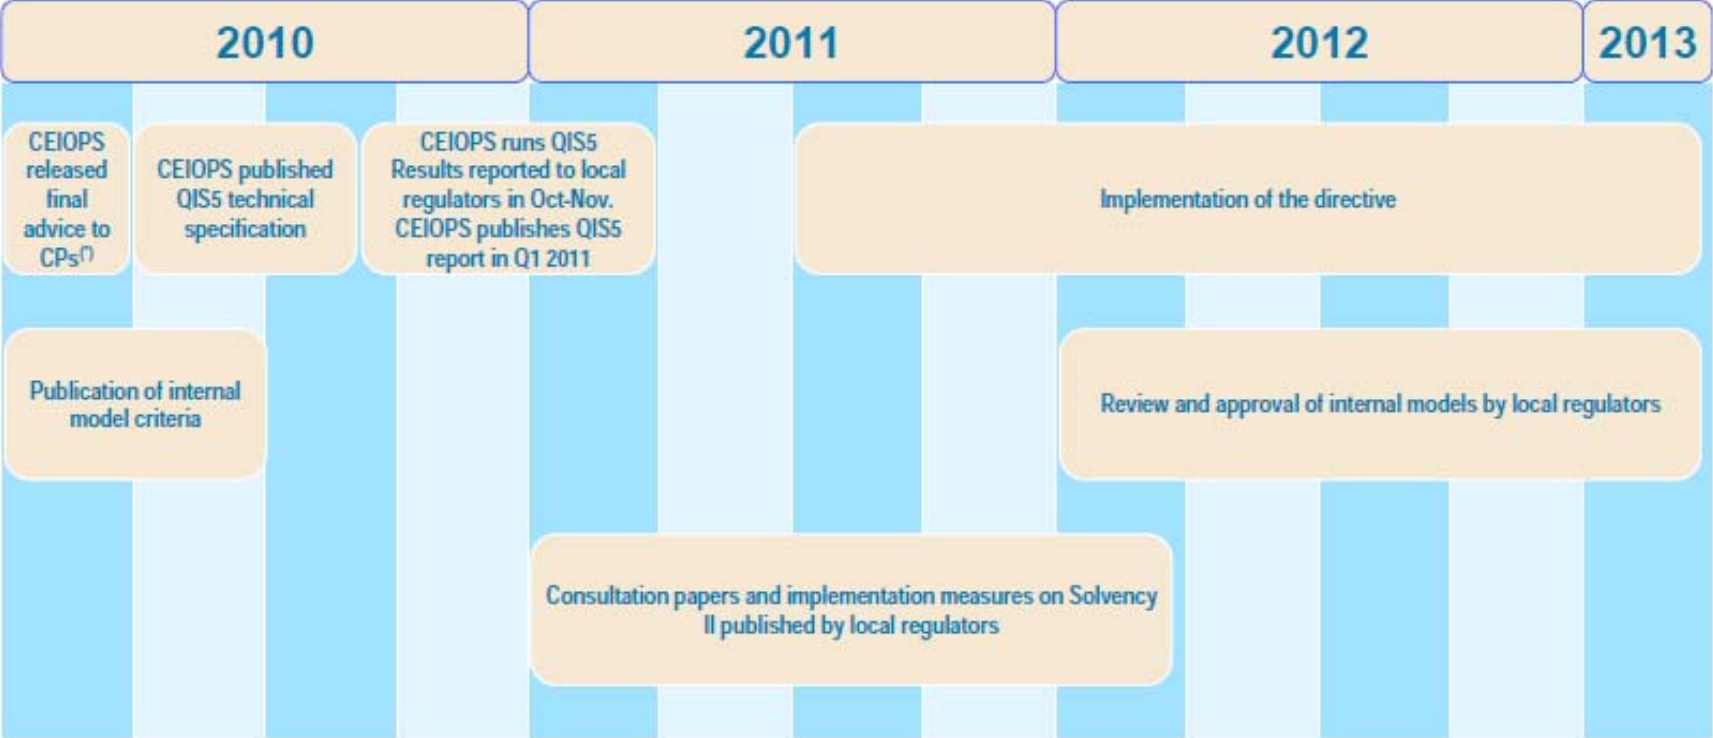 2010
2011
2012
2013
CEIOPS
released
final
advice to
CPs(*)
CEIOPS published
QIS5 technical
specification
CEIOPS runs QIS5
Results reported to local
regulators in Oct-Nov.
CEIOPS publishes QIS5
report in Q1 2011
Implementation of the directive
Publication of internal
model criteria
Review and approval of internal models by local regulators
Consultation papers and implementation measures on Solvency
II published by local regulators